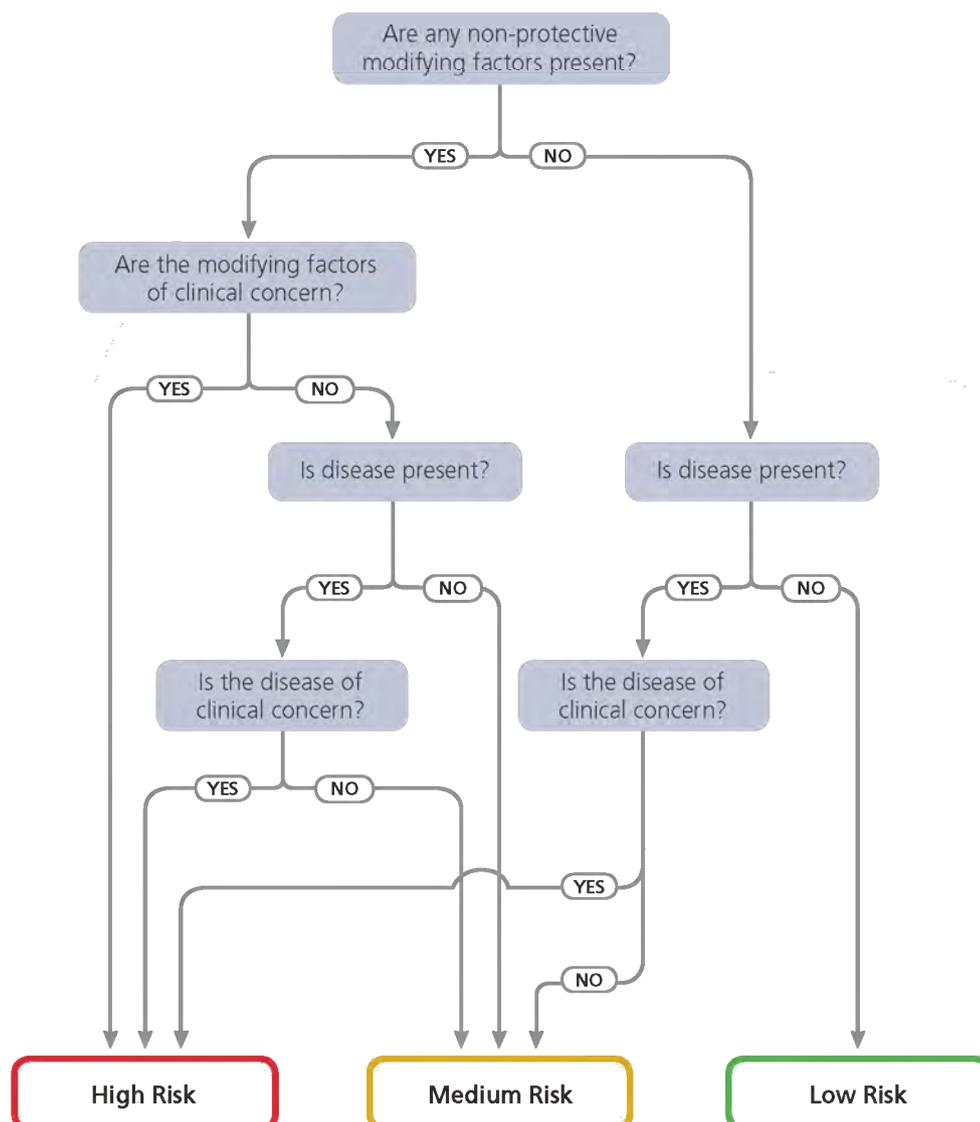 Are any non-protective
modifying factors present?
YES
NO
Are the modifying factors
of clinical concern?
YES
NO
Is disease present?
Is disease present?
YES
NO
YES
NO
Is the disease of
clinical concern?
Is the disease of
clinical concern?
YES
NO
YES
NO
High Risk
Medium Risk
Low Risk